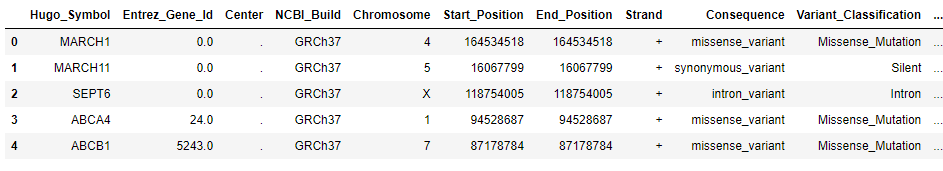 Hugo_Symbol Entrez_Gene_Id Center NCBI_Build Chromosome Start_Position End_Position Strand Consequence Variant_Classification ...
0 MARCH1 0.0 . GRCh37 4 164534518 164534518 + missense_variant Missense_Mutation ...
1 MARCH11 0.0 . GRCh37 5 16067799 16067799 + synonymous_variant Silent ...
2 SEPT6 0.0 . GRCh37 X 118754005 118754005 + intron_variant Intron ...
3 ABCA4 24.0 . GRCh37 1 94528687 94528687 + missense_variant Missense_Mutation ...
4 ABCB1 5243.0 . GRCh37 7 87178784 87178784 + missense_variant Missense_Mutation ...